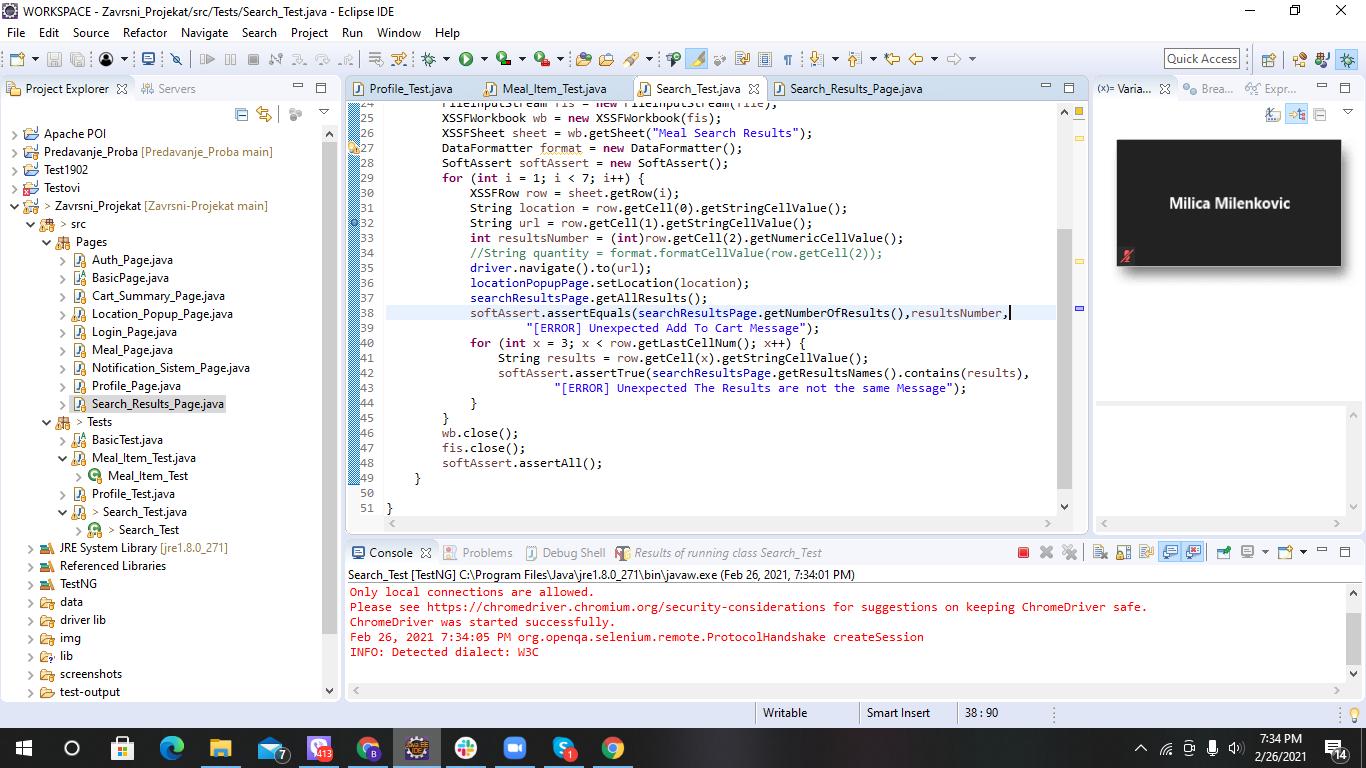 WORKSPACE - Zavrsni_Projekat/src/Tests/Search_Test.java - Eclipse IDE
File Edit Source Refactor Navigate Search Project Run Window Help
Quick Access
Project Explorer
Servers
Apache POI
Predavanje_Proba [Predavanje_Proba main]
Test1902
Testovi
> Zavrsni_Projekat [Zavrsni-Projekat main]
> src
Pages
Auth_Page.java
BasicPage.java
Cart_Summary_Page.java
Location_Popup_Page.java
Login_Page.java
Meal_Page.java
Notification_Sistem_Page.java
Profile_Page.java
Search_Results_Page.java
> Tests
BasicTest.java
Meal_Item_Test.java
Meal_Item_Test
Profile_Test.java
> Search_Test.java
> Search_Test
JRE System Library [jre1.8.0_271]
Referenced Libraries
TestNG
data
driver lib
img
lib
screenshots
test-output
Profile_Test.java
Meal_Item_Test.java
Search_Test.java
Search_Results_Page.java
24 FileInputStream fis = new FileInputStream(file);
25 XSSFWorkbook wb = new XSSFWorkbook(fis);
26 XSSFSheet sheet = wb.getSheet("Meal Search Results");
27 DataFormatter format = new DataFormatter();
28 SoftAssert softAssert = new SoftAssert();
29 for (int i = 1; i < 7; i++) {
30 XSSFRow row = sheet.getRow(i);
31 String location = row.getCell(0).getStringCellValue();
32 String url = row.getCell(1).getStringCellValue();
33 int resultsNumber = (int)row.getCell(2).getNumericCellValue();
34 //String quantity = format.formatCellValue(row.getCell(2));
35 driver.navigate().to(url);
36 locationPopupPage.setLocation(location);
37 searchResultsPage.getAllResults();
38 softAssert.assertEquals(searchResultsPage.getNumberOfResults(),resultsNumber,
39 "[ERROR] Unexpected Add To Cart Message");
40 for (int x = 3; x < row.getLastCellNum(); x++) {
41 String results = row.getCell(x).getStringCellValue();
42 softAssert.assertTrue(searchResultsPage.getResultsNames().contains(results),
43 "[ERROR] Unexpected The Results are not the same Message");
44 }
45 }
46 wb.close();
47 fis.close();
48 softAssert.assertAll();
49 }
50
51 }
(x)= Varia...
Brea...
Expr...
Milica Milenkovic
Console
Problems
Debug Shell
Results of running class Search_Test
Search_Test [TestNG] C:\Program Files\Java\jre1.8.0_271\bin\javaw.exe (Feb 26, 2021, 7:34:01 PM)
Only local connections are allowed.
Please see https://chromedriver.chromium.org/security-considerations for suggestions on keeping ChromeDriver safe.
ChromeDriver was started successfully.
Feb 26, 2021 7:34:05 PM org.openqa.selenium.remote.ProtocolHandshake createSession
INFO: Detected dialect: W3C
Writable
Smart Insert
38 : 90
7
413
B
JAVA EE
IDE
1
7:34 PM
2/26/2021
14